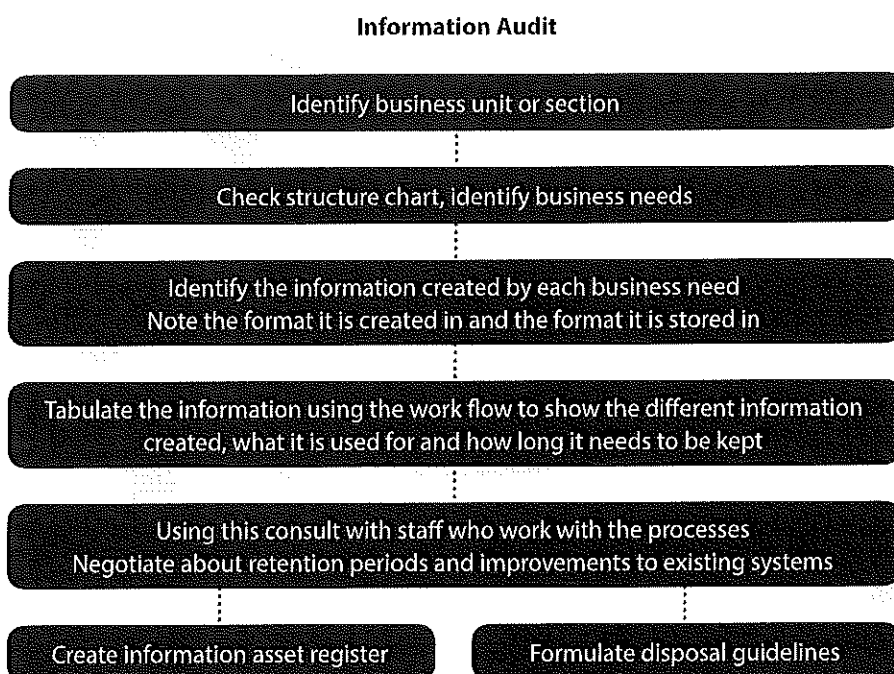 Information Audit
Identify business unit or section
Check structure chart, identify business needs
Identify the information created by each business need
Note the format it is created in and the format it is stored in
Tabulate the information using the work flow to show the different information
created, what it is used for and how long it needs to be kept
Using this consult with staff who work with the processes
Negotiate about retention periods and improvements to existing systems
Create information asset register
Formulate disposal guidelines